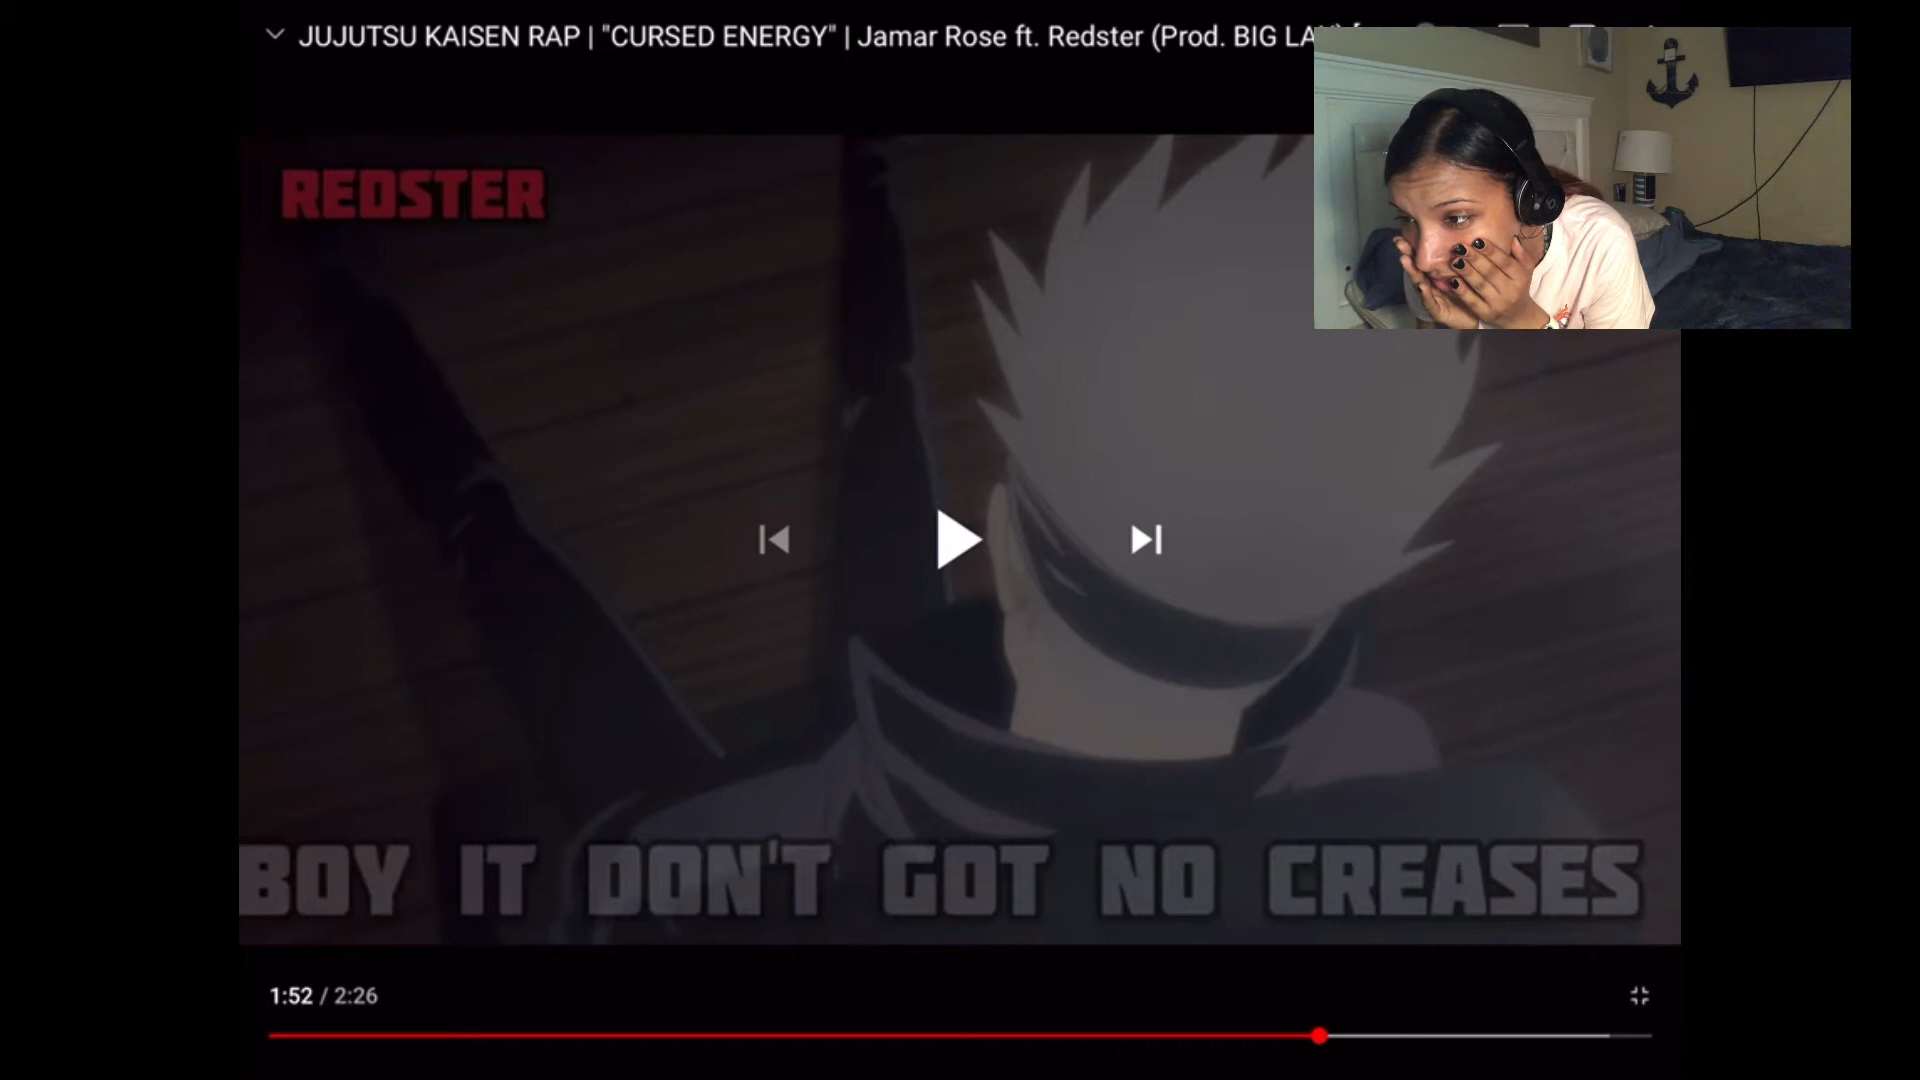 JUJUTSU KAISEN RAP | "CURSED ENERGY" | Jamar Rose ft. Redster (Prod. BIG
REDSTER
BOY IT DON'T GOT NO CREASES
1:52 / 2:26